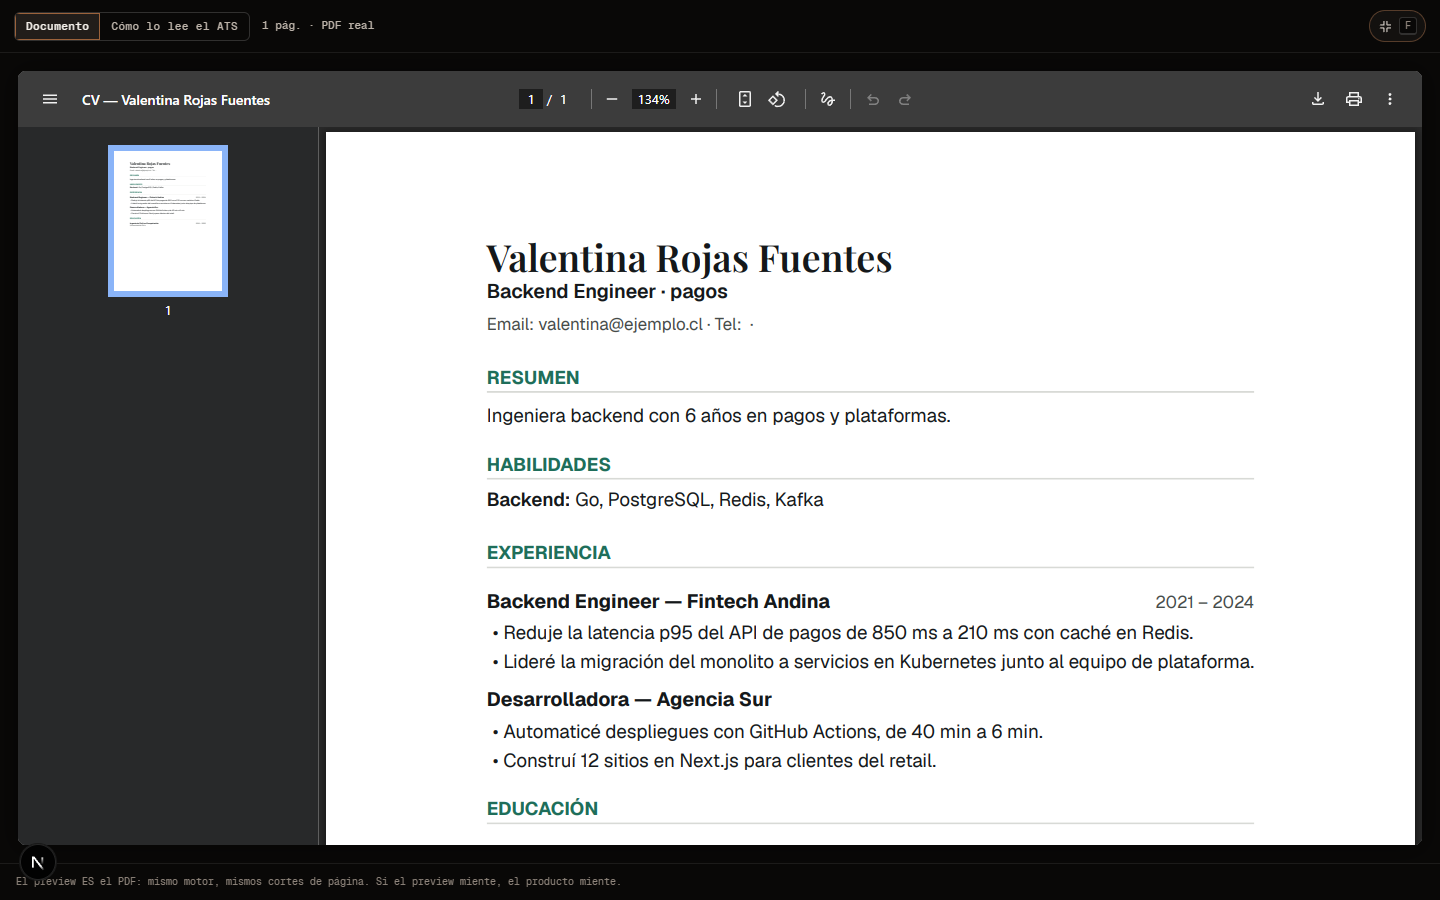 Documento Cómo lo lee el ATS 1 pág. · PDF real F
CV — Valentina Rojas Fuentes 1 / 1 134%
1
Valentina Rojas Fuentes
Backend Engineer · pagos
Email: valentina@ejemplo.cl · Tel: ·
RESUMEN
Ingeniera backend con 6 años en pagos y plataformas.
HABILIDADES
Backend: Go, PostgreSQL, Redis, Kafka
EXPERIENCIA
Backend Engineer — Fintech Andina 2021 – 2024
• Reduje la latencia p95 del API de pagos de 850 ms a 210 ms con caché en Redis.
• Lideré la migración del monolito a servicios en Kubernetes junto al equipo de plataforma.
Desarrolladora — Agencia Sur
• Automaticé despliegues con GitHub Actions, de 40 min a 6 min.
• Construí 12 sitios en Next.js para clientes del retail.
EDUCACIÓN
N
El preview ES el PDF: mismo motor, mismos cortes de página. Si el preview miente, el producto miente.